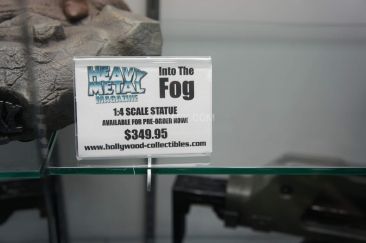 HEAVY METAL MAGAZINE
Into The
Fog
1:4 SCALE STATUE
AVAILABLE FOR PRE-ORDER NOW!
$349.95
www.hollywood-collectibles.com